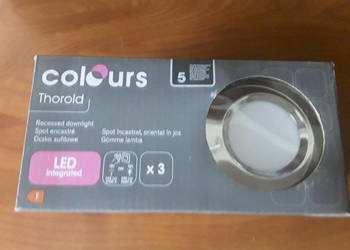 colours
5
Thorold
Recessed downlight
Spot encastré
Oczko sufitowe
Spot încastrat, orientat în jos
Gömme lamba
LED
integrated
x 3